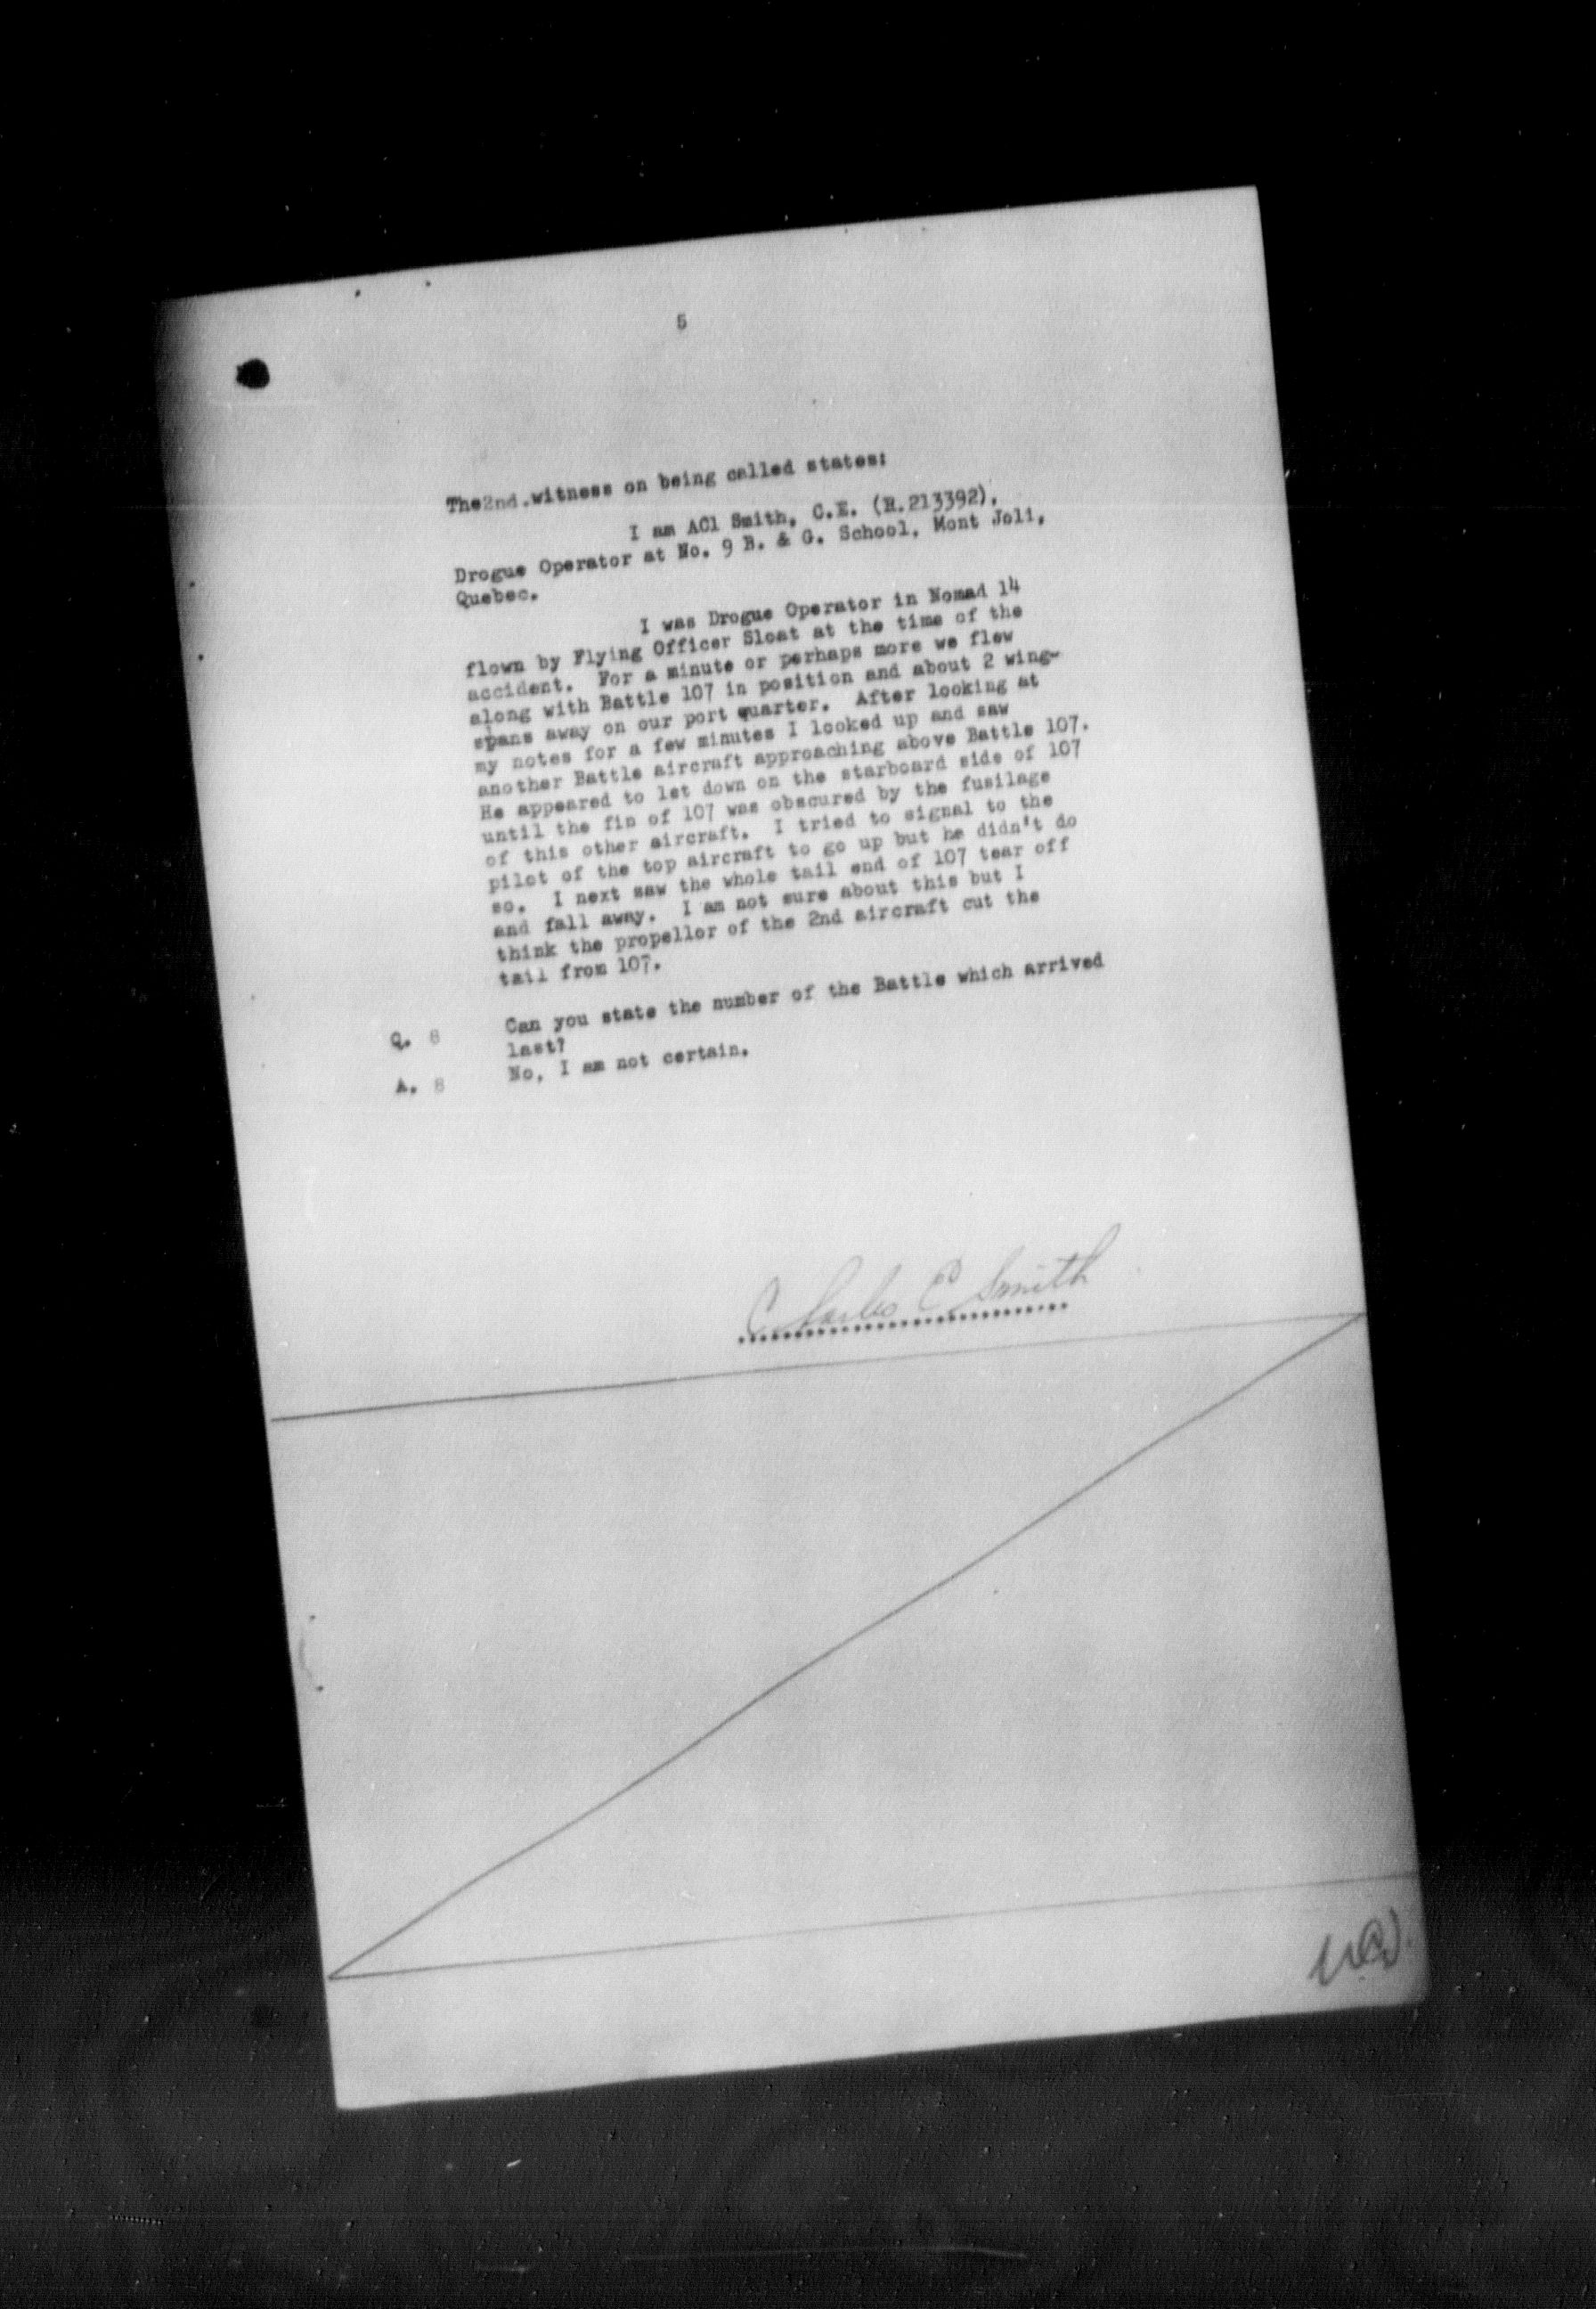 5
The 2nd. witness on being called states:
I am AC1 Smith, C.E. (R.213392),
Drogue Operator at No. 9 B. & G. School, Mont Joli,
Quebec.
I was Drogue Operator in Nomad 14
flown by Flying Officer Sloat at the time of the
accident. For a minute or perhaps more we flew
along with Battle 107 in position and about 2 wing-
spans away on our port quarter. After looking at
my notes for a few minutes I looked up and saw
another Battle aircraft approaching above Battle 107.
He appeared to let down on the starboard side of 107
until the fin of 107 was obscured by the fusilage
of this other aircraft. I tried to signal to the
pilot of the top aircraft to go up but he didn't do
so. I next saw the whole tail end of 107 tear off
and fall away. I am not sure about this but I
think the propellor of the 2nd aircraft cut the
tail from 107.
Q. 8 Can you state the number of the Battle which arrived
last?
A. 8 No, I am not certain.
Charles E Smith